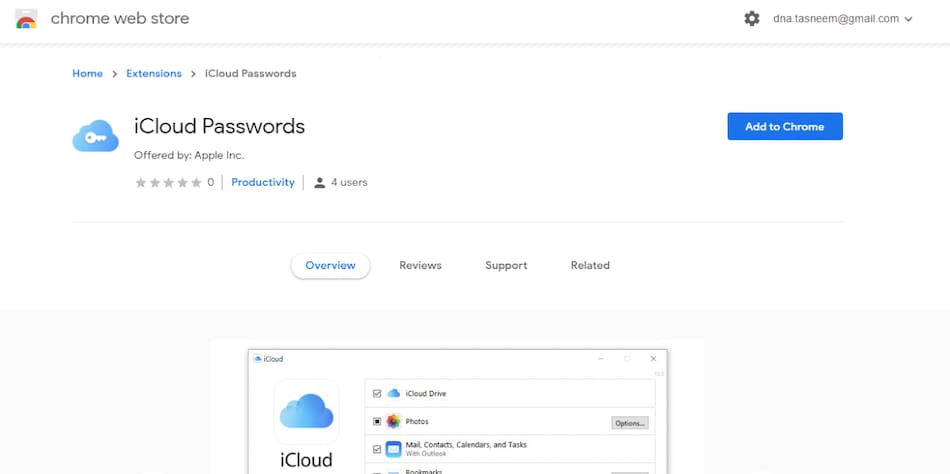 chrome web store
dna.tasneem@gmail.com
Home > Extensions > iCloud Passwords
iCloud Passwords
Add to Chrome
Offered by: Apple Inc.
0 Productivity 4 users
Overview Reviews Support Related
iCloud
iCloud Drive
Photos
Options...
Mail, Contacts, Calendars, and Tasks
With Outlook
iCloud
Bookmarks